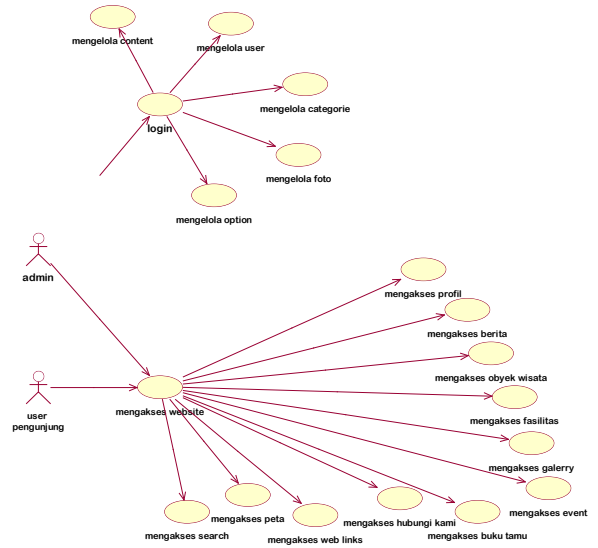 mengelola content
mengelola user
mengelola categorie
login
mengelola foto
mengelola option
admin
mengakses profil
mengakses berita
mengakses obyek wisata
mengakses website
user
pengunjung
mengakses fasilitas
mengakses galerry
mengakses event
mengakses peta
mengakses hubungi kami
mengakses buku tamu
mengakses search
mengakses web links